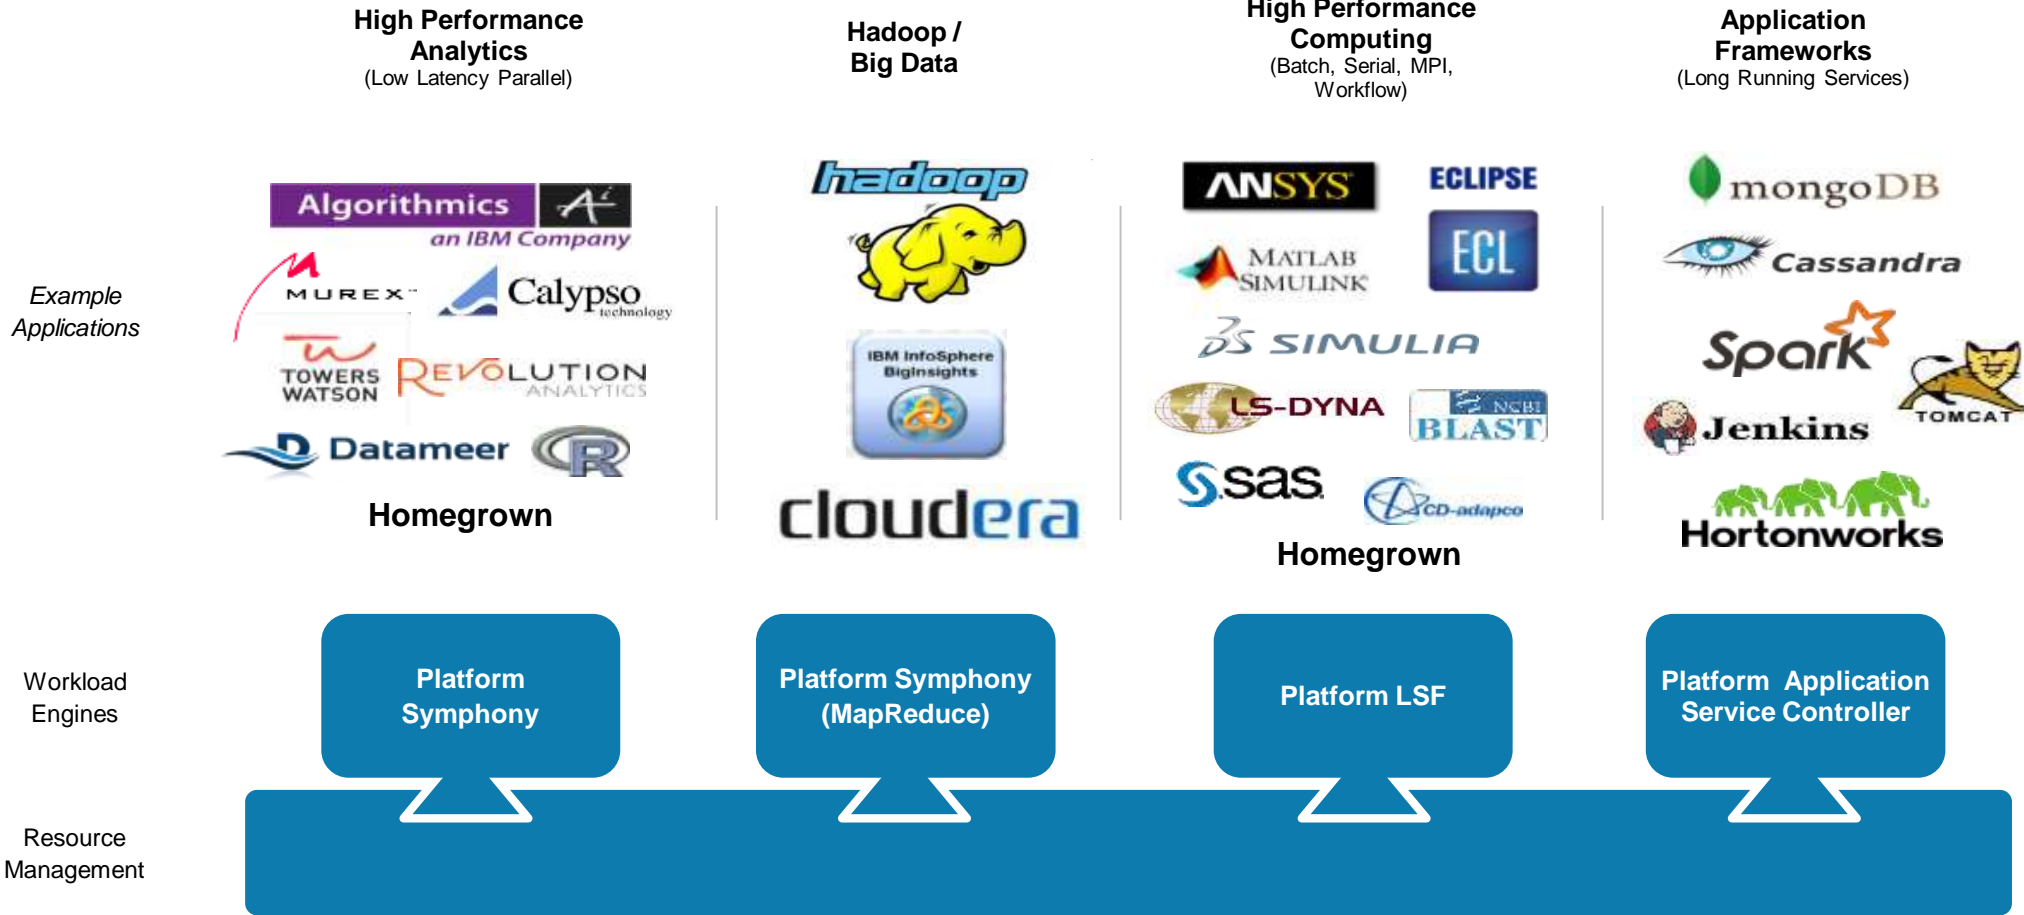 High Performance
Analytics
(Low Latency Parallel)
Hadoop /
Big Data
High Performance
Computing
(Batch, Serial, MPI,
Workflow)
Application
Frameworks
(Long Running Services)
Example
Applications
Algorithmics
Ai
an IBM Company
MUREX
Calypso
technology
TOWERS
WATSON
REVOLUTION
ANALYTICS
Datameer
R
Homegrown
hadoop
IBM InfoSphere
BigInsights
cloudera
ANSYS
ECLIPSE
ECL
MATLAB
SIMULINK
SIMULIA
LS-DYNA
NCBI
BLAST
sas
CD-adapco
Homegrown
mongoDB
Cassandra
Spark
TOMCAT
Jenkins
Hortonworks
Workload
Engines
Platform
Symphony
Platform Symphony
(MapReduce)
Platform LSF
Platform Application
Service Controller
Resource
Management